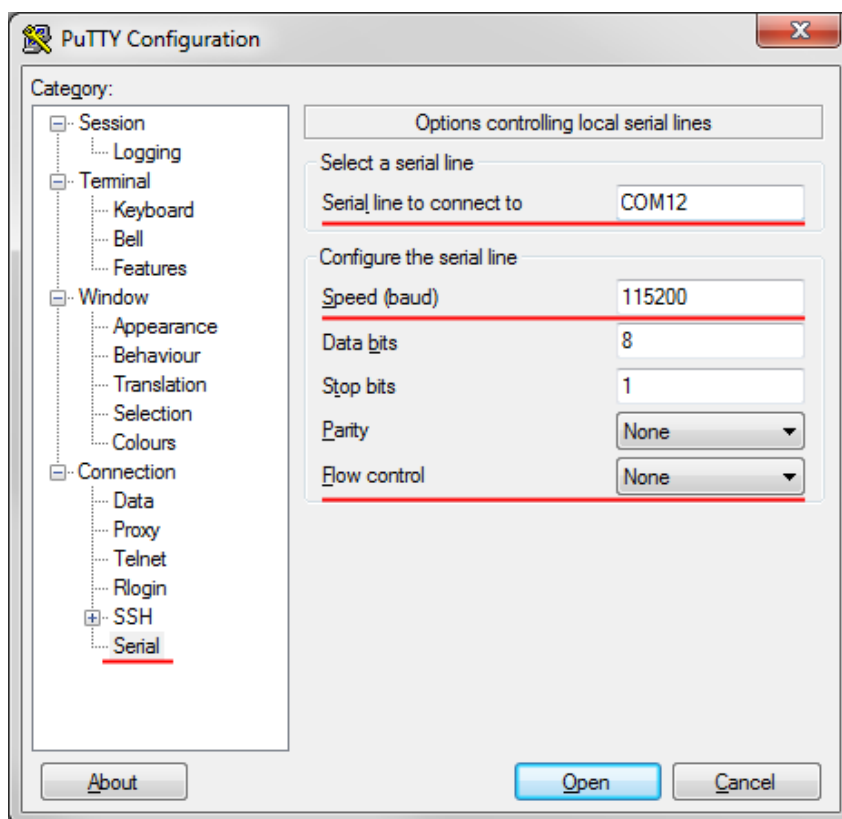 PuTTY Configuration
Category:
Session
Logging
Terminal
Keyboard
Bell
Features
Window
Appearance
Behaviour
Translation
Selection
Colours
Connection
Data
Proxy
Telnet
Rlogin
SSH
Serial
Options controlling local serial lines
Select a serial line
Serial line to connect to COM12
Configure the serial line
Speed (baud) 115200
Data bits 8
Stop bits 1
Parity None
Flow control None
About Open Cancel